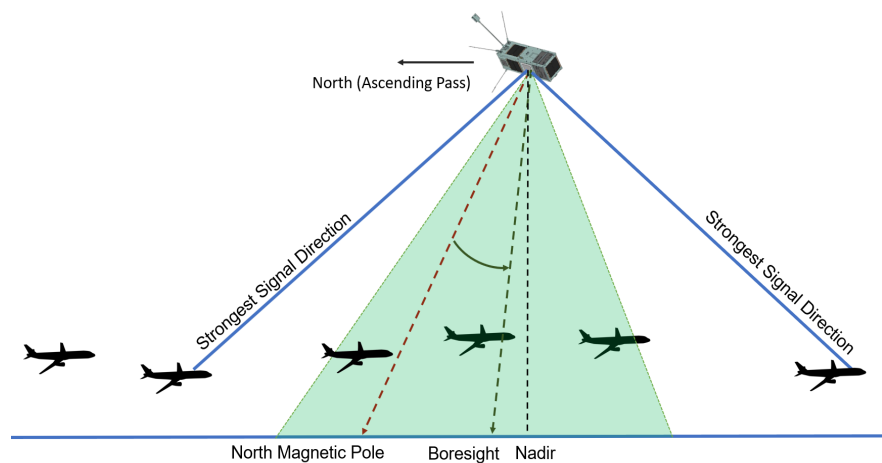 North (Ascending Pass)
Strongest Signal Direction
Strongest Signal Direction
North Magnetic Pole
Boresight
Nadir